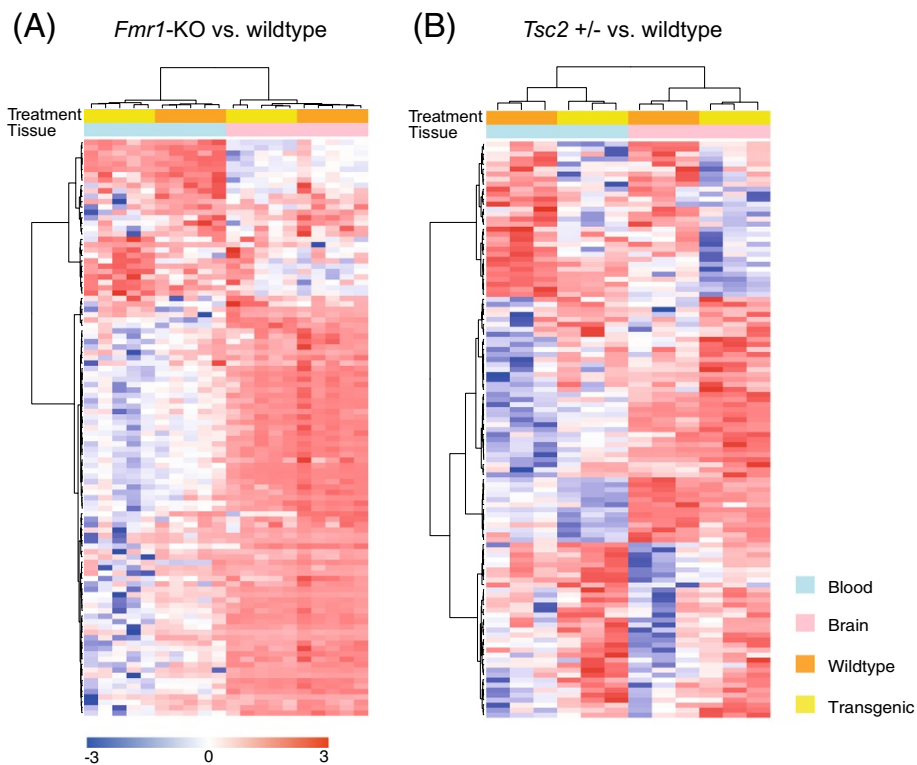 (A)
Fmr1-KO vs. wildtype
(B)
Tsc2 +/- vs. wildtype
Treatment
Tissue
Treatment
Tissue
Blood
Brain
Wildtype
Transgenic
-3 0 3